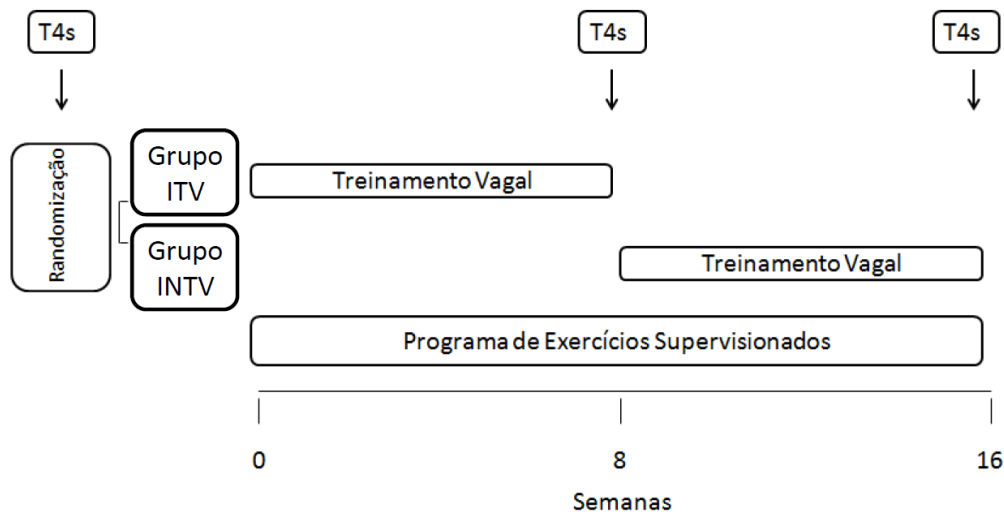 T4s
T4s
T4s
Randomização
Grupo
ITV
Treinamento Vagal
Grupo
INTV
Treinamento Vagal
Programa de Exercícios Supervisionados
0
8
16
Semanas